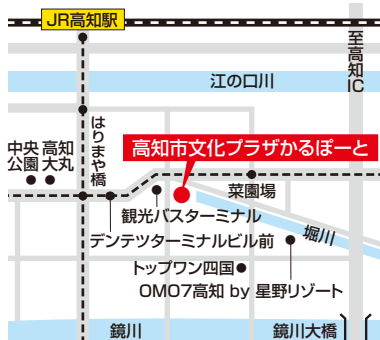 JR高知駅
至高知IC
江の口川
はりまや橋
中央公園
高知大丸
高知市文化プラザかるぽーと
菜園場
観光バスターミナル
デンテツターミナルビル前
堀川
トップワン四国
OMO7高知 by 星野リゾート
鏡川
鏡川大橋